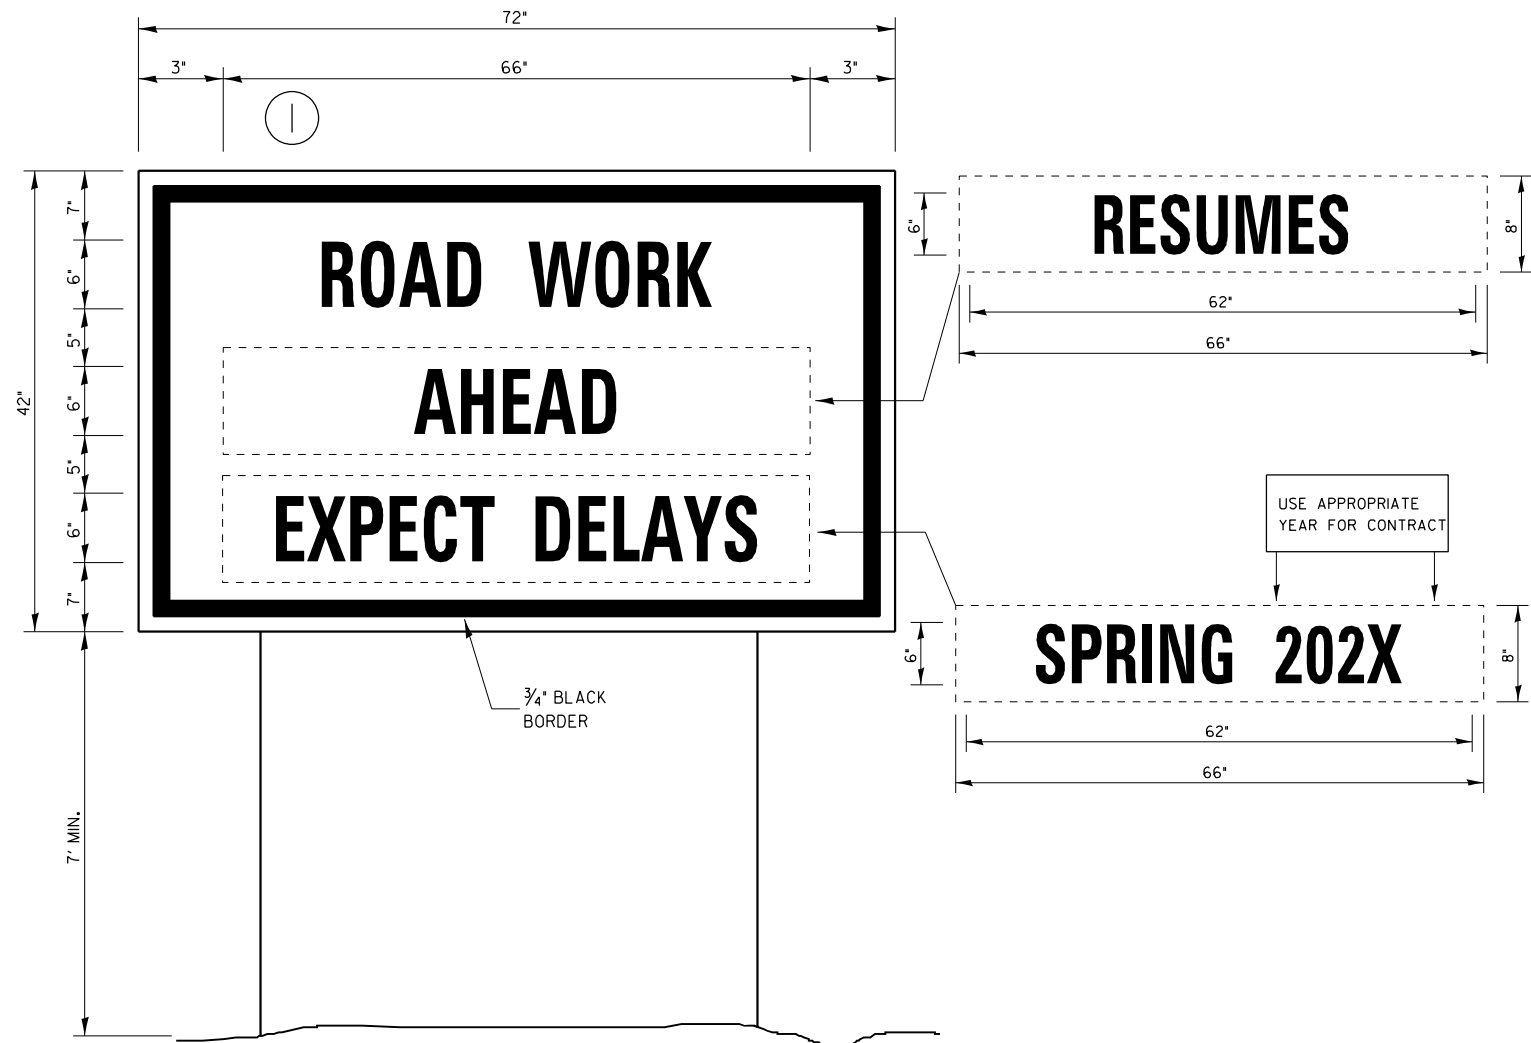 72"
3" 66" 3"
1
7"
6"
5"
6"
5"
6"
7"
42"
7' MIN.
ROAD WORK
AHEAD
EXPECT DELAYS
3/4" BLACK
BORDER
6"
RESUMES
8"
62"
66"
USE APPROPRIATE
YEAR FOR CONTRACT
6"
SPRING 202X
8"
62"
66"